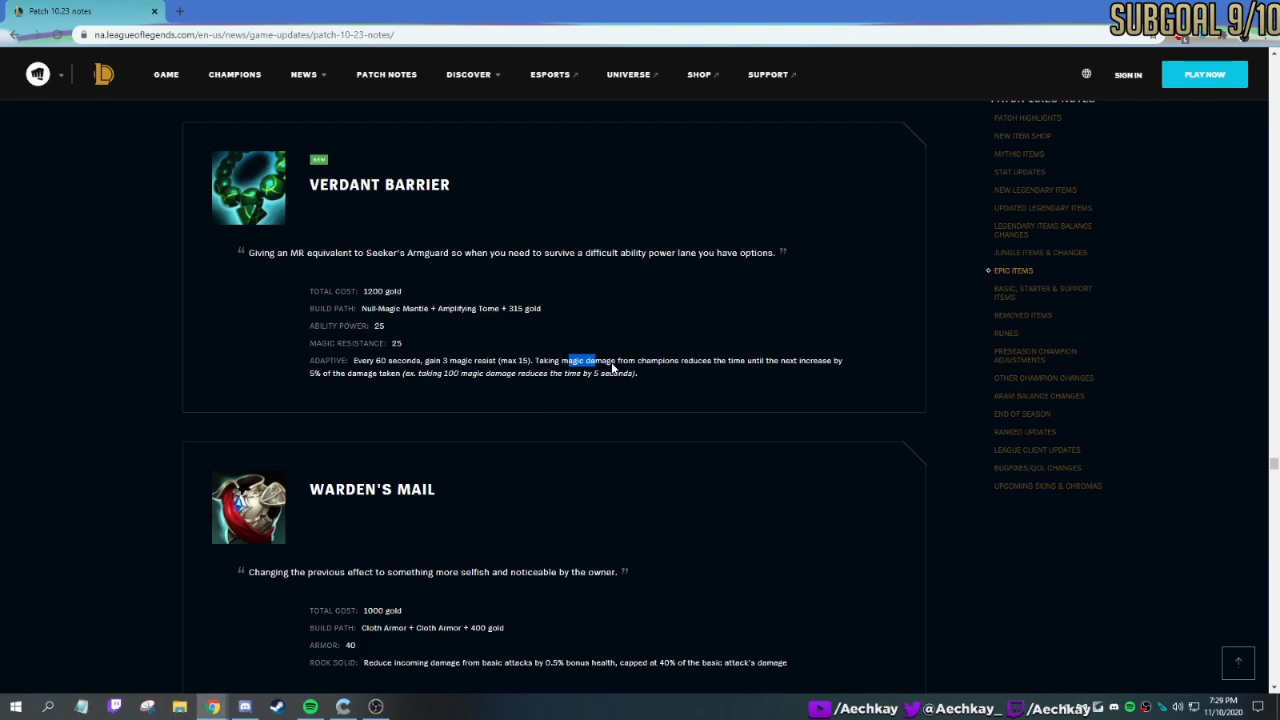 Patch 10.23 notes
SUBGOAL 9/10
na.leagueoflegends.com/en-us/news/game-updates/patch-10-23-notes/
GAME CHAMPIONS NEWS PATCH NOTES DISCOVER ESPORTS UNIVERSE SHOP SUPPORT SIGN IN PLAY NOW
PATCH 10.23 NOTES
PATCH HIGHLIGHTS
NEW ITEM SHOP
MYTHIC ITEMS
STAT UPDATES
NEW LEGENDARY ITEMS
UPDATED LEGENDARY ITEMS
LEGENDARY ITEMS BALANCE
CHANGES
JUNGLE ITEMS & CHANGES
EPIC ITEMS
BASIC, STARTER & SUPPORT
ITEMS
REMOVED ITEMS
RUNES
PRESEASON CHAMPION
ADJUSTMENTS
OTHER CHAMPION CHANGES
ARAM BALANCE CHANGES
END OF SEASON
RANKED UPDATES
LEAGUE CLIENT UPDATES
BUGFIXES/QOL CHANGES
UPCOMING SKINS & CHROMAS
NEW
VERDANT BARRIER
“ Giving an MR equivalent to Seeker's Armguard so when you need to survive a difficult ability power lane you have options. ”
TOTAL COST: 1200 gold
BUILD PATH: Null-Magic Mantle + Amplifying Tome + 315 gold
ABILITY POWER: 25
MAGIC RESISTANCE: 25
ADAPTIVE: Every 60 seconds, gain 3 magic resist (max 15). Taking magic damage from champions reduces the time until the next increase by
5% of the damage taken (ex. taking 100 magic damage reduces the time by 5 seconds).
WARDEN'S MAIL
“ Changing the previous effect to something more selfish and noticeable by the owner. ”
TOTAL COST: 1000 gold
BUILD PATH: Cloth Armor + Cloth Armor + 400 gold
ARMOR: 40
ROCK SOLID: Reduce incoming damage from basic attacks by 0.5% bonus health, capped at 40% of the basic attack's damage
/Aechkay @Aechkay_ /Aechkay
7:29 PM
11/10/2020